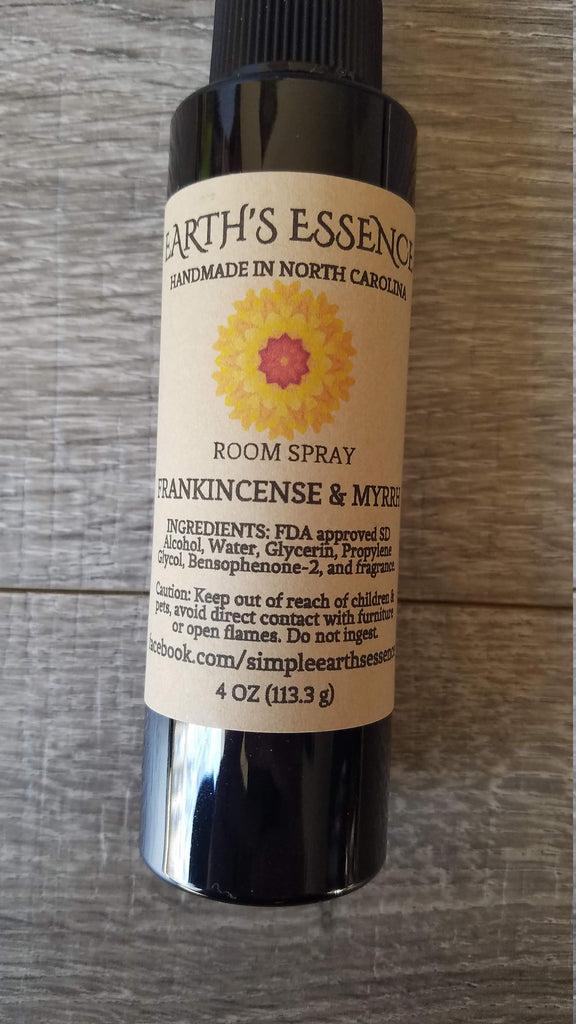 EARTH'S ESSENCE
HANDMADE IN NORTH CAROLINA
ROOM SPRAY
FRANKINCENSE & MYRRH
INGREDIENTS: FDA approved SD
Alcohol, Water, Glycerin, Propylene
Glycol, Bensophenone-2, and fragrance.
Caution: Keep out of reach of children &
pets, avoid direct contact with furniture
or open flames. Do not ingest.
facebook.com/simpleearthsessence
4 OZ (113.3 g)